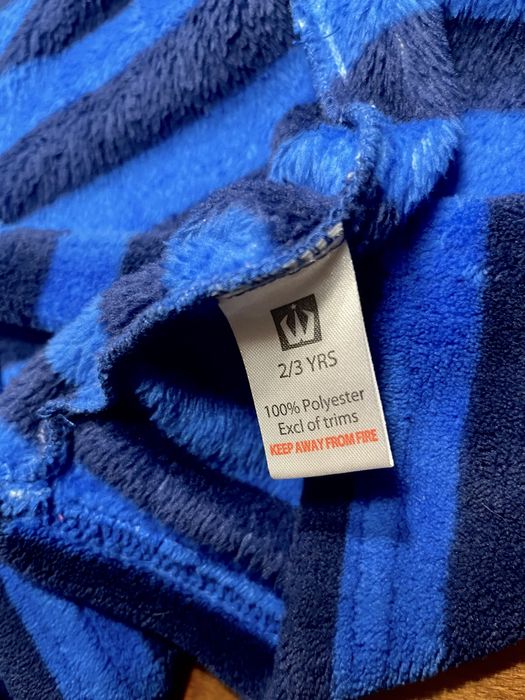 2/3 YRS
100% Polyester
Excl of trims
KEEP AWAY FROM FIRE